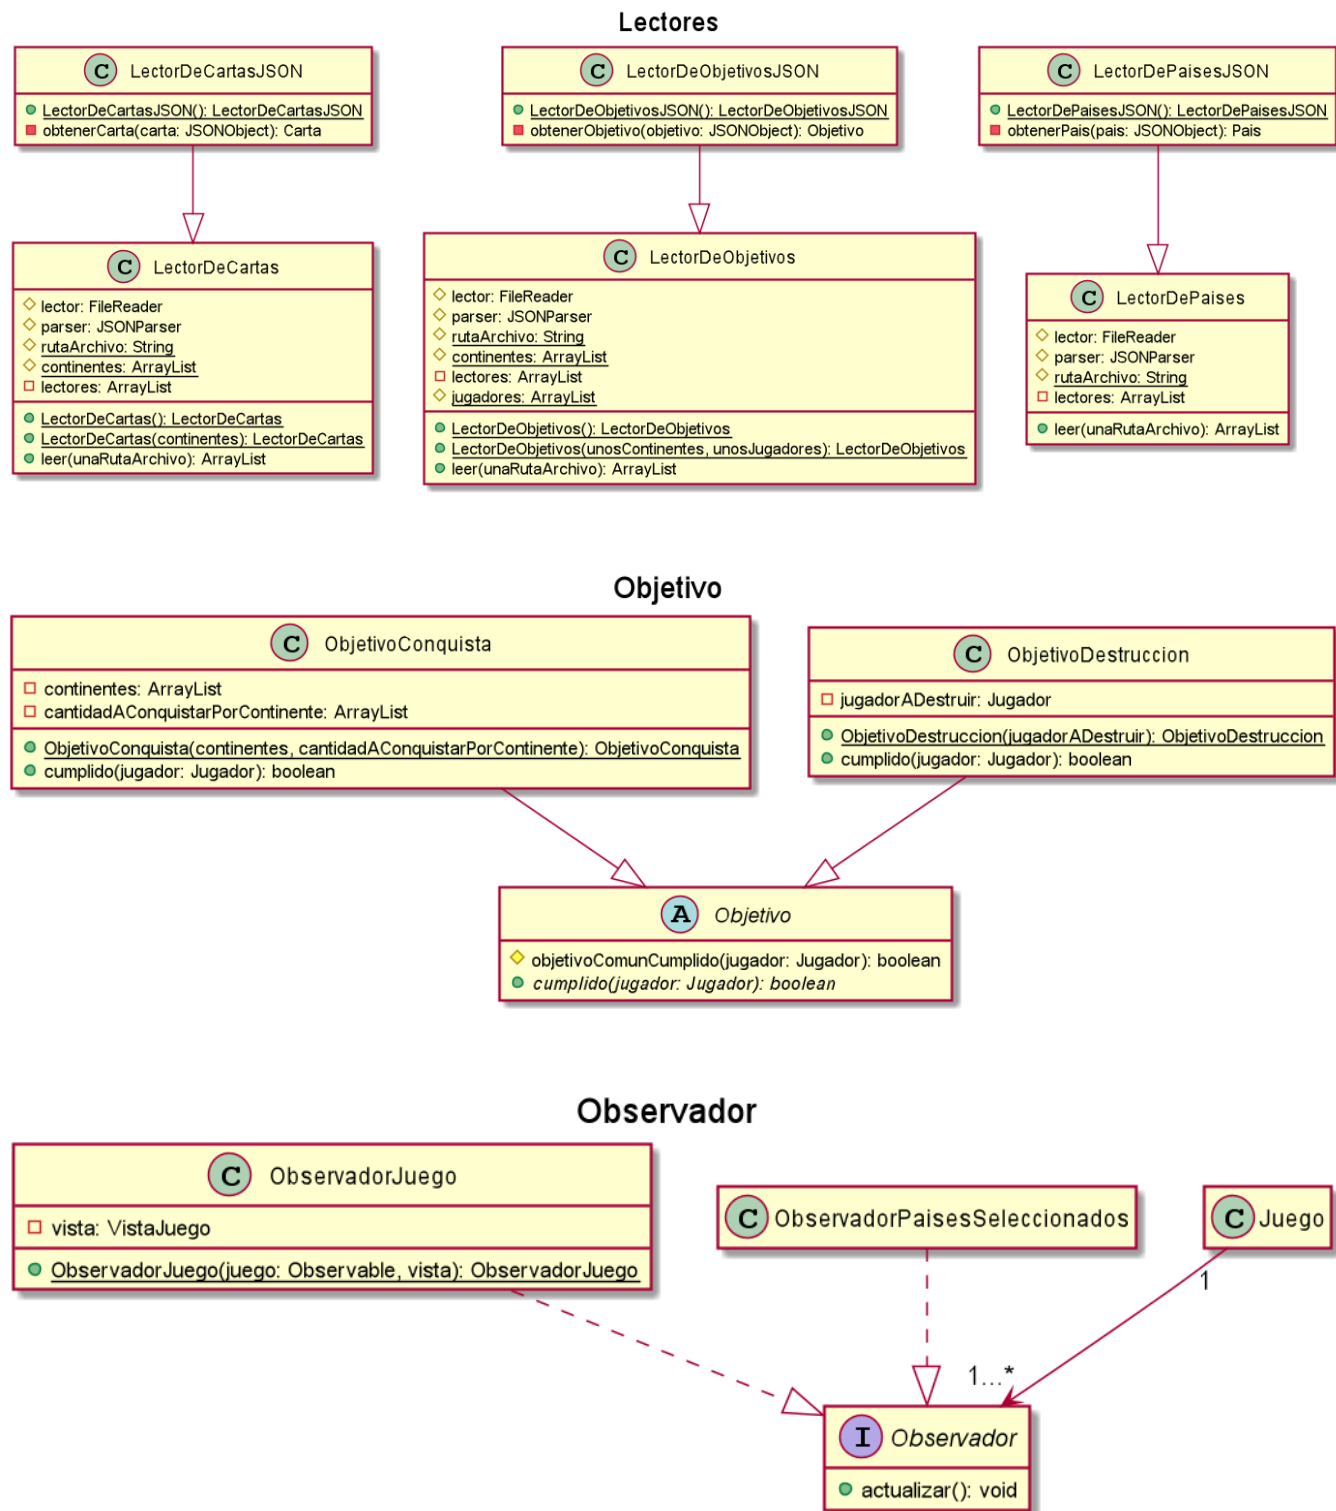 Lectores
C LectorDeCartasJSON
LectorDeCartasJSON(): LectorDeCartasJSON
obtenerCarta(carta: JSONObject): Carta
C LectorDeObjetivosJSON
LectorDeObjetivosJSON(): LectorDeObjetivosJSON
obtenerObjetivo(objetivo: JSONObject): Objetivo
C LectorDePaisesJSON
LectorDePaisesJSON(): LectorDePaisesJSON
obtenerPais(pais: JSONObject): Pais
C LectorDeCartas
lector: FileReader
parser: JSONParser
rutaArchivo: String
continentes: ArrayList
lectores: ArrayList
LectorDeCartas(): LectorDeCartas
LectorDeCartas(continentes): LectorDeCartas
leer(unaRutaArchivo): ArrayList
C LectorDeObjetivos
lector: FileReader
parser: JSONParser
rutaArchivo: String
continentes: ArrayList
lectores: ArrayList
jugadores: ArrayList
LectorDeObjetivos(): LectorDeObjetivos
LectorDeObjetivos(unosContinentes, unosJugadores): LectorDeObjetivos
leer(unaRutaArchivo): ArrayList
C LectorDePaises
lector: FileReader
parser: JSONParser
rutaArchivo: String
lectores: ArrayList
leer(unaRutaArchivo): ArrayList
Objetivo
C ObjetivoConquista
continentes: ArrayList
cantidadAConquistarPorContinente: ArrayList
ObjetivoConquista(continentes, cantidadAConquistarPorContinente): ObjetivoConquista
cumplido(jugador: Jugador): boolean
C ObjetivoDestruccion
jugadorADestruir: Jugador
ObjetivoDestruccion(jugadorADestruir): ObjetivoDestruccion
cumplido(jugador: Jugador): boolean
A Objetivo
objetivoComunCumplido(jugador: Jugador): boolean
cumplido(jugador: Jugador): boolean
Observador
C ObservadorJuego
vista: VistaJuego
ObservadorJuego(juego: Observable, vista): ObservadorJuego
C ObservadorPaisesSeleccionados
C Juego
1
1...*
I Observador
actualizar(): void